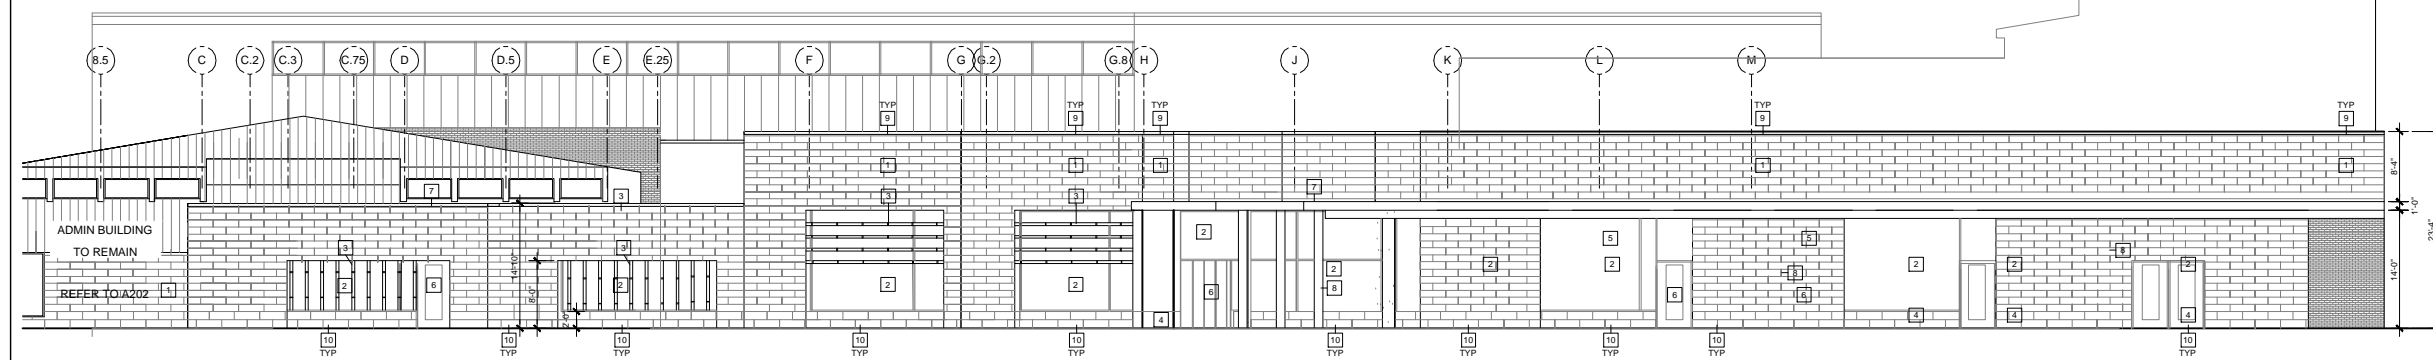 8.5 C C.2 C.3 C.75 D D.5 E E.25 F G G.2 G.8 H J K L M
TYP TYP TYP TYP TYP
9 9 9 9 9
1 1 1 1 1
8'-4"
7 3 3 3 7
1'-0"
23'-4"
ADMIN BUILDING
2 5 5
TO REMAIN
3 3 8
14'-10" 2 2 2 2 2 2
8 8
2 6 2 2 2
14'-0"
REFER TO A202 1 8'-0" 6 6 6
2'-0" 4 4 4 4
10 10 10 10 10 10 10 10 10 10
TYP TYP TYP TYP TYP TYP TYP TYP TYP TYP